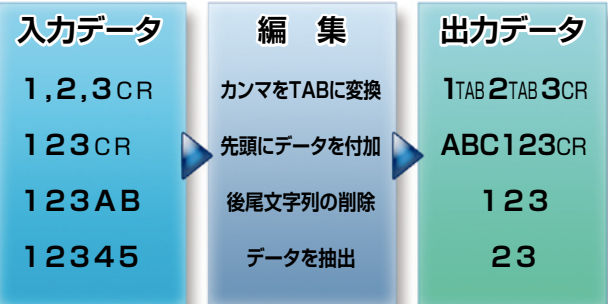 入力データ 編 集 出力データ
1,2,3CR カンマをTABに変換 1TAB2TAB3CR
123CR 先頭にデータを付加 ABC123CR
123AB 後尾文字列の削除 123
12345 データを抽出 23